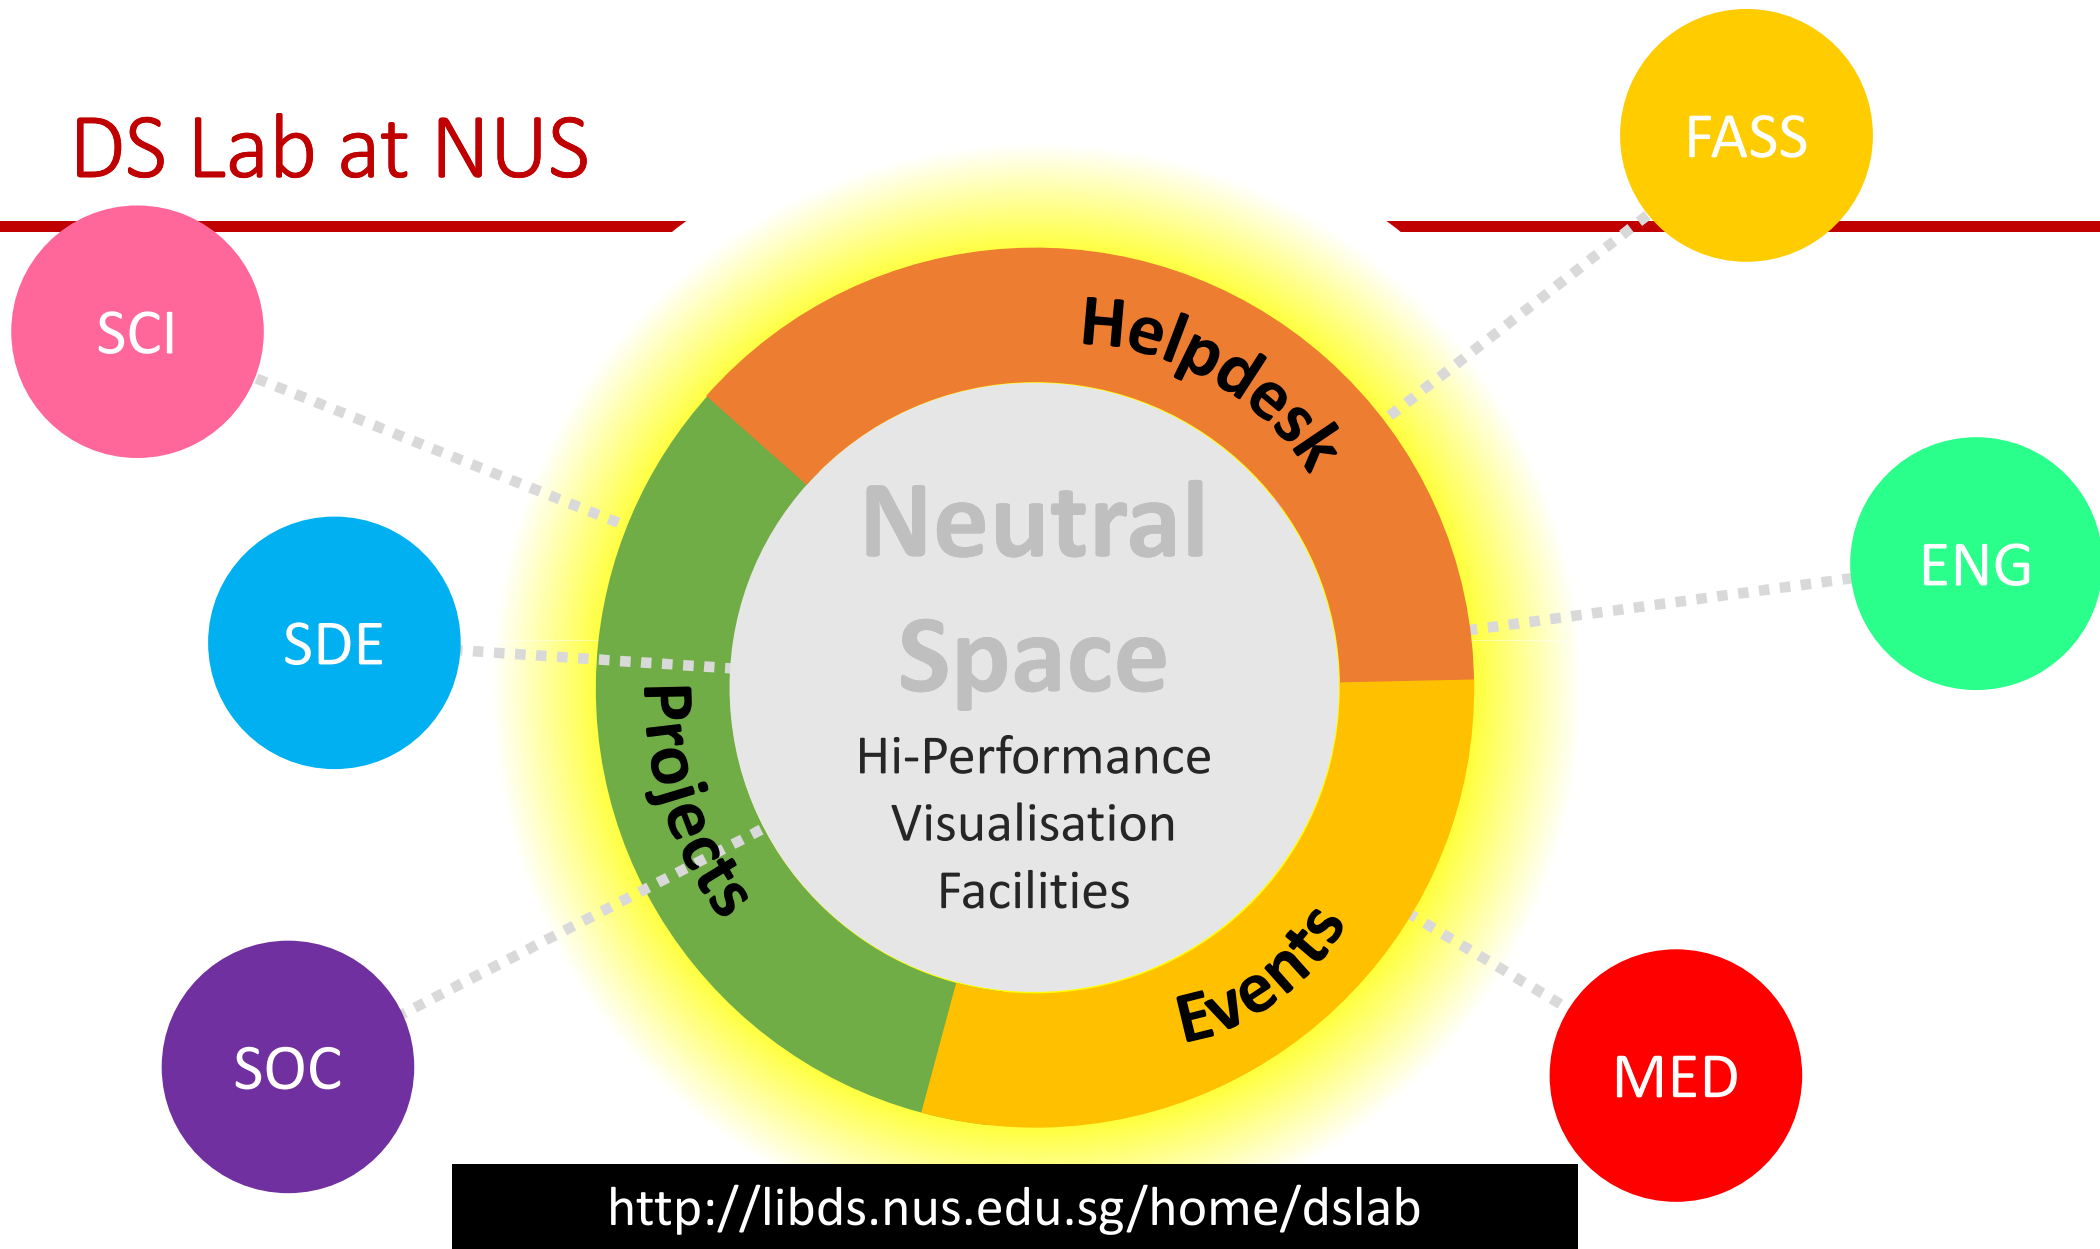 DS Lab at NUS
FASS
SCI
Helpdesk
Neutral
Space
ENG
SDE
Projects
Hi-Performance
Visualisation
Facilities
Events
SOC
MED
http://libds.nus.edu.sg/home/dslab